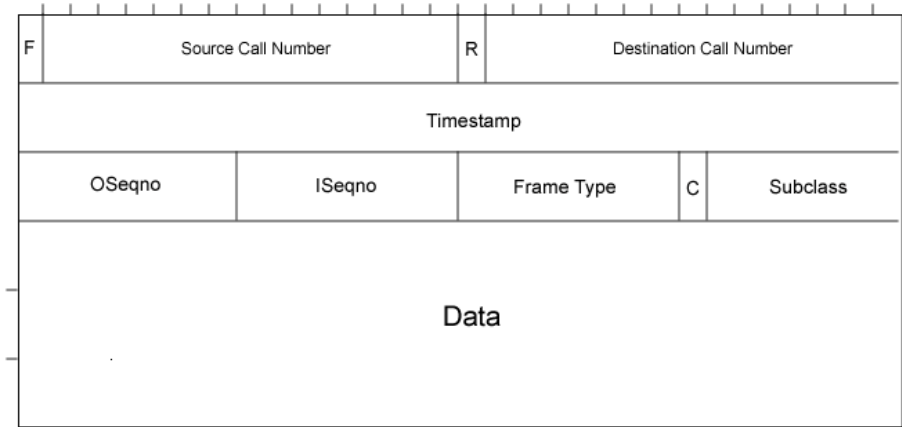 F Source Call Number R Destination Call Number
Timestamp
OSeqno ISeqno Frame Type C Subclass
Data